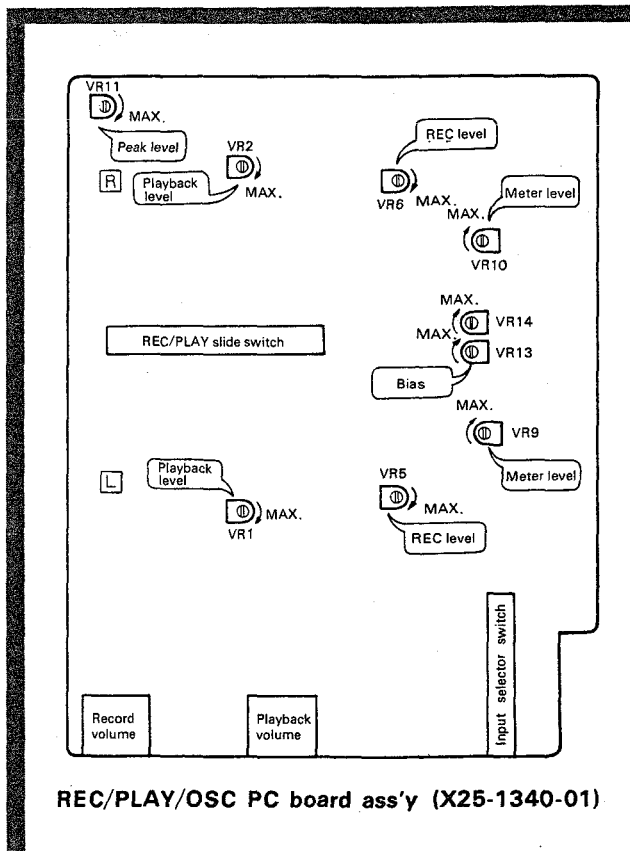 VR11
MAX.
Peak level
VR2
MAX.
Playback
level
R
REC level
VR6
MAX.
Meter level
MAX.
VR10
REC/PLAY slide switch
MAX.
VR14
MAX.
VR13
Bias
MAX.
VR9
Meter level
Playback
level
L
MAX.
VR1
VR5
MAX.
REC level
Input selector switch
Record
volume
Playback
volume
REC/PLAY/OSC PC board ass'y (X25-1340-01)